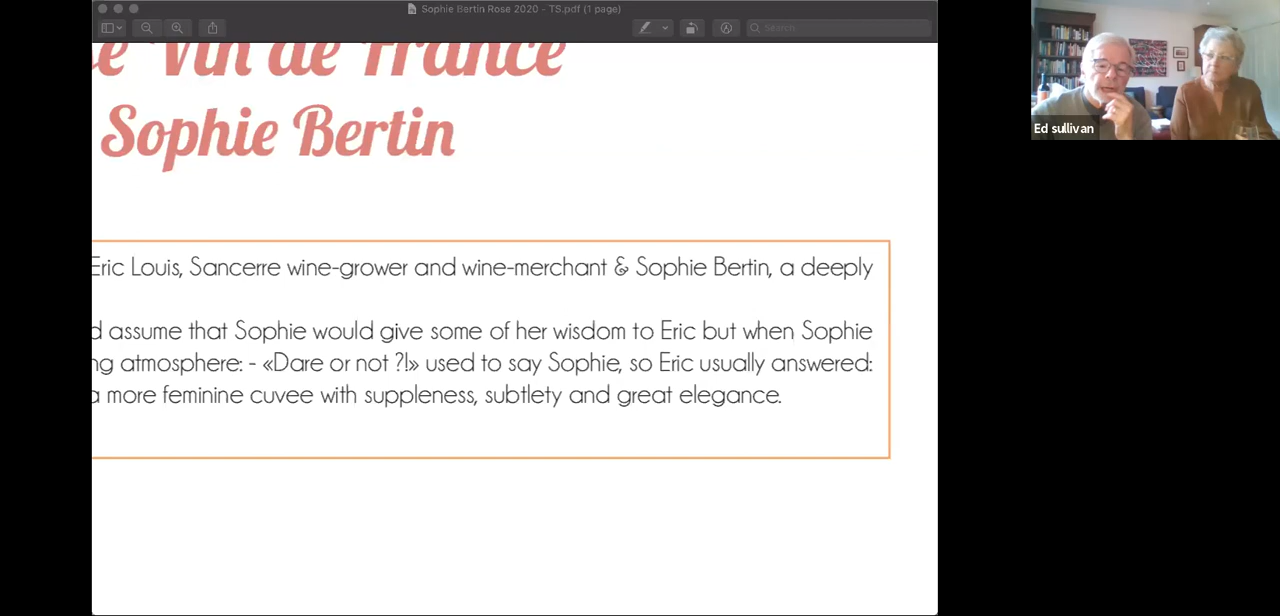 Sophie Bertin Rose 2020 - TS.pdf (1 page)
Search
e Vin de France
Sophie Bertin
Eric Louis, Sancerre wine-grower and wine-merchant & Sophie Bertin, a deeply
d assume that Sophie would give some of her wisdom to Eric but when Sophie
ng atmosphere: - «Dare or not ?!» used to say Sophie, so Eric usually answered:
a more feminine cuvee with suppleness, subtlety and great elegance.
Ed sullivan